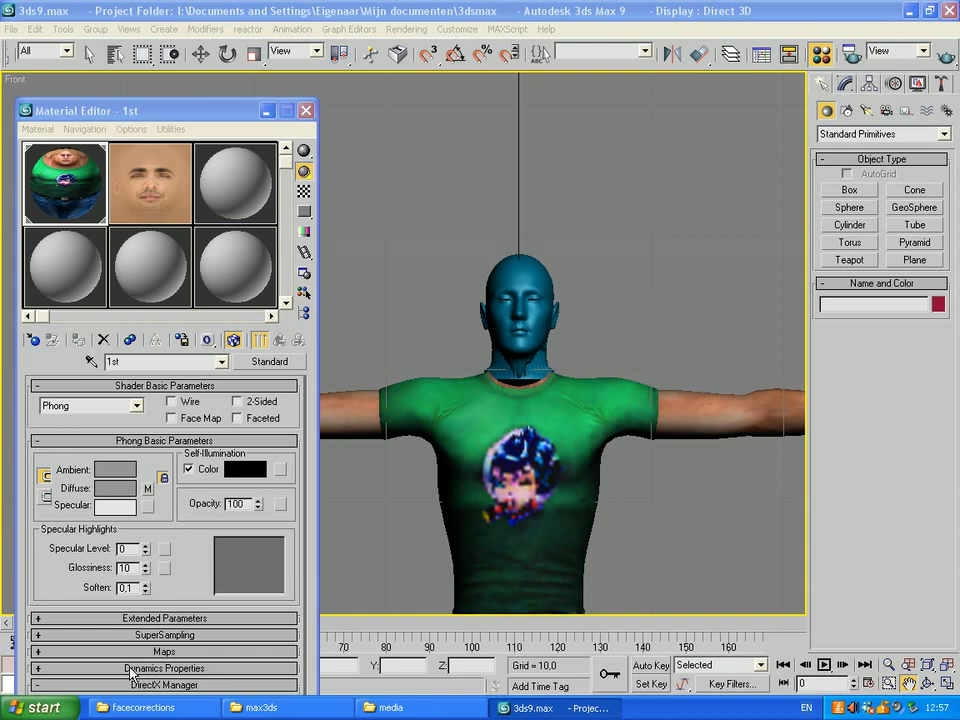 3ds9.max - Project Folder: I:\Documents and Settings\Eigenaar\Mijn documenten\3dsmax - Autodesk 3ds Max 9 - Display : Direct 3D
File Edit Tools Group Views Create Modifiers reactor Animation Graph Editors Rendering Customize MAXScript Help
All View View
Front
Material Editor - 1st
Material Navigation Options Utilities
1st Standard
Shader Basic Parameters
Phong Wire 2-Sided
Face Map Faceted
Phong Basic Parameters
Self-Illumination
Ambient: Color
Diffuse: M
Specular: Opacity: 100
Specular Highlights
Specular Level: 0
Glossiness: 10
Soften: 0,1
Extended Parameters
SuperSampling
Maps
Dynamics Properties
DirectX Manager
Standard Primitives
Object Type
AutoGrid
Box Cone
Sphere GeoSphere
Cylinder Tube
Torus Pyramid
Teapot Plane
Name and Color
70 80 90 100 110 120 130 140 150 160
Y: Z: Grid = 10,0 Auto Key Selected
Add Time Tag Set Key Key Filters... 0
start facecorrections max3ds media 3ds9.max - Projec... EN 12:57